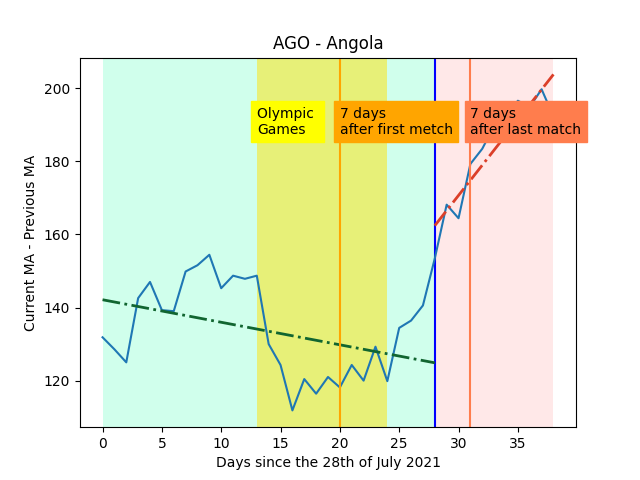 AGO - Angola
Current MA - Previous MA
200
180
160
140
120
Olympic
Games
7 days
after first metch
7 days
after last match
0
5
10
15
20
25
30
35
Days since the 28th of July 2021